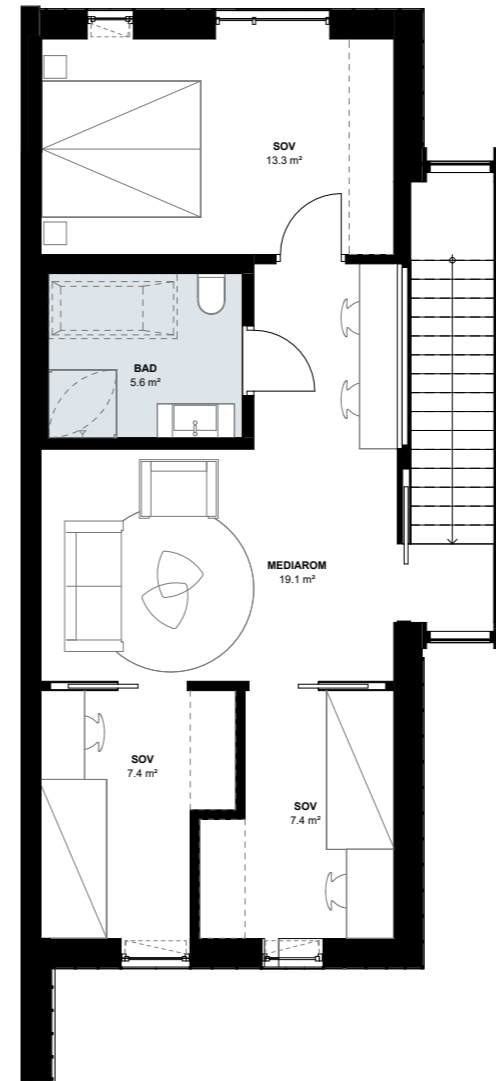 SOV
13.3 m²
BAD
5.6 m²
MEDIAROM
19.1 m²
SOV
7.4 m²
SOV
7.4 m²